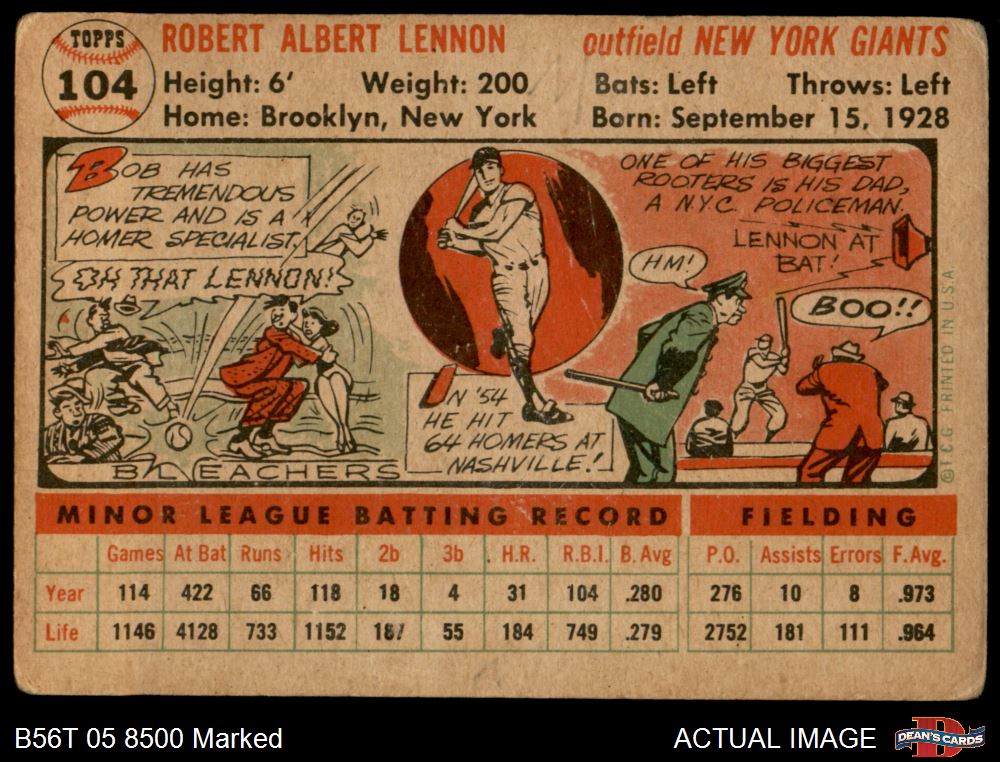 TOPPS
104
ROBERT ALBERT LENNON
outfield NEW YORK GIANTS
Height: 6' Weight: 200 Bats: Left Throws: Left
Home: Brooklyn, New York Born: September 15, 1928
BOB HAS
TREMENDOUS
POWER AND IS A
HOMER SPECIALIST.
OH THAT LENNON!
BLEACHERS
IN '54
HE HIT
64 HOMERS AT
NASHVILLE!
ONE OF HIS BIGGEST
ROOTERS IS HIS DAD,
A N.Y.C. POLICEMAN.
LENNON AT
BAT!
HM!
BOO!!
© T.C.G. PRINTED IN U.S.A.
MINOR LEAGUE BATTING RECORD FIELDING
Games At Bat Runs Hits 2b 3b H.R. R.B.I. B. Avg P.O. Assists Errors F. Avg.
Year 114 422 66 118 18 4 31 104 .280 276 10 8 .973
Life 1146 4128 733 1152 187 55 184 749 .279 2752 181 111 .964
B56T 05 8500 Marked
ACTUAL IMAGE
D
DEAN'S CARDS